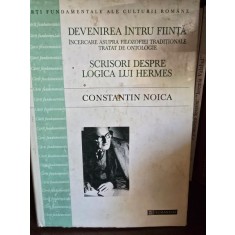 RȚI FUNDAMENTALE ALE CULTURII ROMÂNE
DEVENIREA ÎNTRU FIINȚĂ
ÎNCERCARE ASUPRA FILOZOFIEI TRADIȚIONALE
TRATAT DE ONTOLOGIE
SCRISORI DESPRE
LOGICA LUI HERMES
CONSTANTIN NOICA